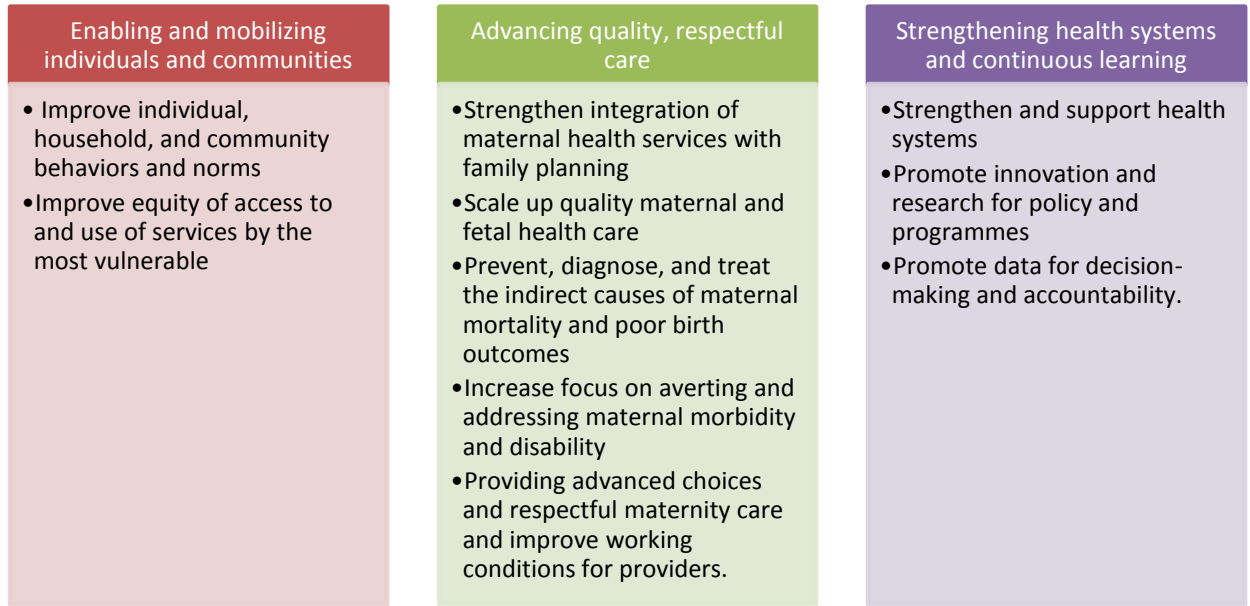 Enabling and mobilizing
individuals and communities
• Improve individual,
household, and community
behaviors and norms
•Improve equity of access to
and use of services by the
most vulnerable
Advancing quality, respectful
care
•Strengthen integration of
maternal health services with
family planning
•Scale up quality maternal and
fetal health care
•Prevent, diagnose, and treat
the indirect causes of maternal
mortality and poor birth
outcomes
•Increase focus on averting and
addressing maternal morbidity
and disability
•Providing advanced choices
and respectful maternity care
and improve working
conditions for providers.
Strengthening health systems
and continuous learning
•Strengthen and support health
systems
•Promote innovation and
research for policy and
programmes
•Promote data for decision-
making and accountability.